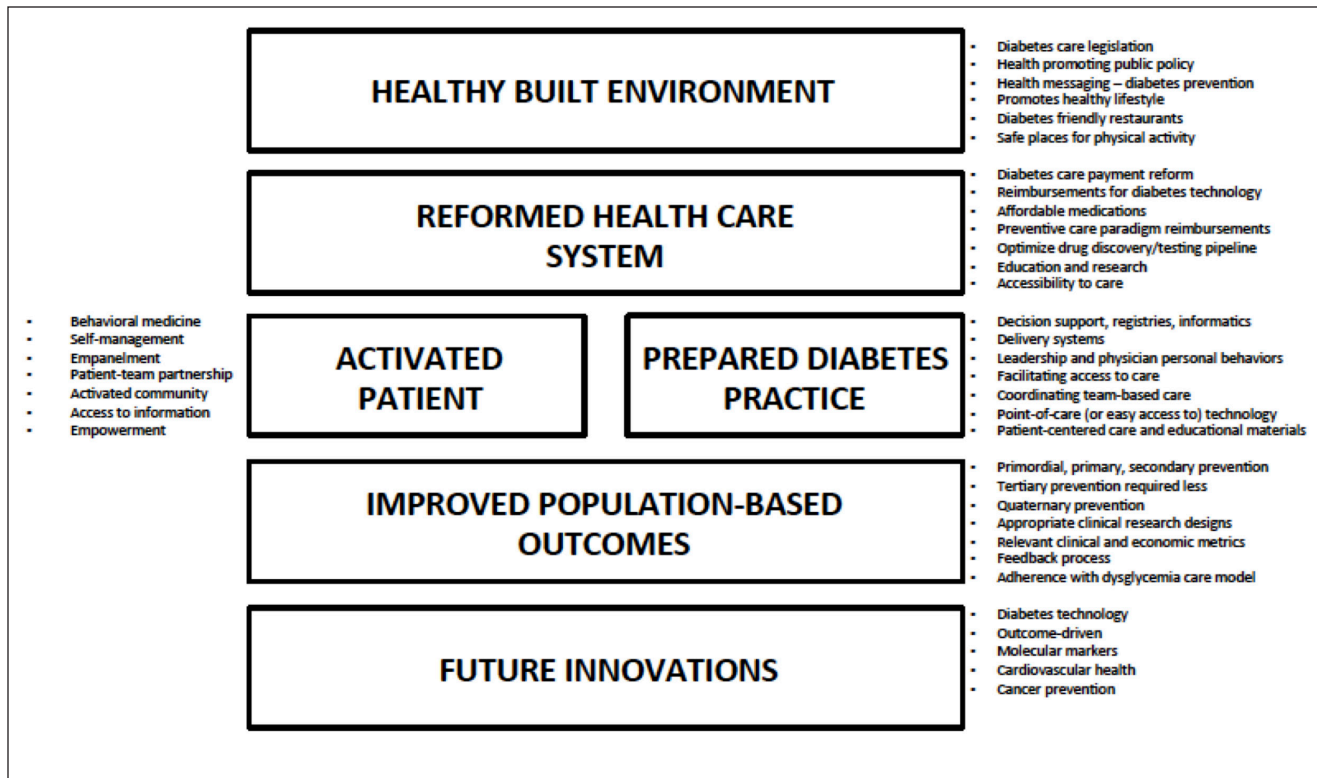 HEALTHY BUILT ENVIRONMENT
▪ Diabetes care legislation
▪ Health promoting public policy
▪ Health messaging – diabetes prevention
▪ Promotes healthy lifestyle
▪ Diabetes friendly restaurants
▪ Safe places for physical activity
REFORMED HEALTH CARE
SYSTEM
▪ Diabetes care payment reform
▪ Reimbursements for diabetes technology
▪ Affordable medications
▪ Preventive care paradigm reimbursements
▪ Optimize drug discovery/testing pipeline
▪ Education and research
▪ Accessibility to care
▪ Behavioral medicine
▪ Self-management
▪ Empanelment
▪ Patient-team partnership
▪ Activated community
▪ Access to information
▪ Empowerment
ACTIVATED
PATIENT
PREPARED DIABETES
PRACTICE
▪ Decision support, registries, informatics
▪ Delivery systems
▪ Leadership and physician personal behaviors
▪ Facilitating access to care
▪ Coordinating team-based care
▪ Point-of-care (or easy access to) technology
▪ Patient-centered care and educational materials
IMPROVED POPULATION-BASED
OUTCOMES
▪ Primordial, primary, secondary prevention
▪ Tertiary prevention required less
▪ Quaternary prevention
▪ Appropriate clinical research designs
▪ Relevant clinical and economic metrics
▪ Feedback process
▪ Adherence with dysglycemia care model
FUTURE INNOVATIONS
▪ Diabetes technology
▪ Outcome-driven
▪ Molecular markers
▪ Cardiovascular health
▪ Cancer prevention